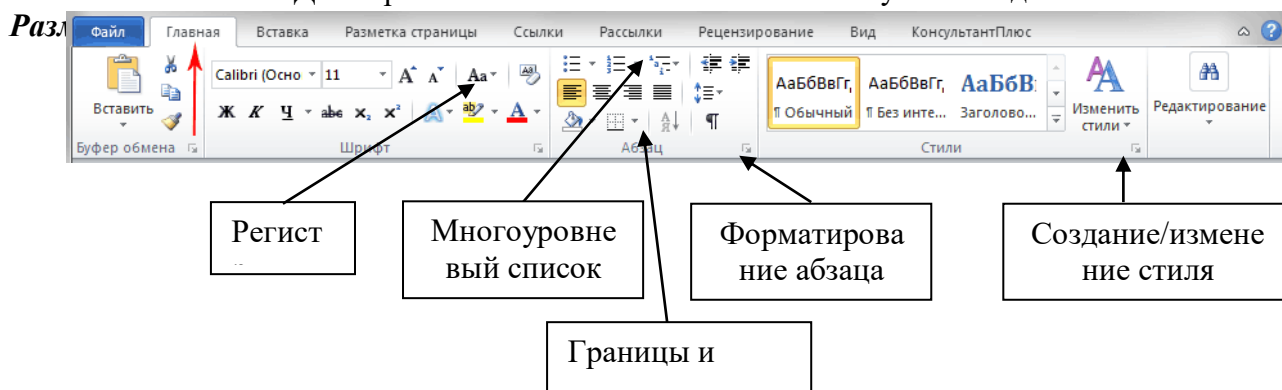 Разм
Файл Главная Вставка Разметка страницы Ссылки Рассылки Рецензирование Вид КонсультантПлюс
Calibri (Осно 11 Аа АаБбВвГг, АаБбВвГг, АаБбВ:
Вставить Ж К Ч abc x₂ x² А ¶ Обычный ¶ Без инте... Заголово... Изменить стили Редактирование
Буфер обмена Шрифт Абзац Стили
Регист
Многоуровне
вый список
Форматирова
ние абзаца
Создание/измене
ние стиля
Границы и